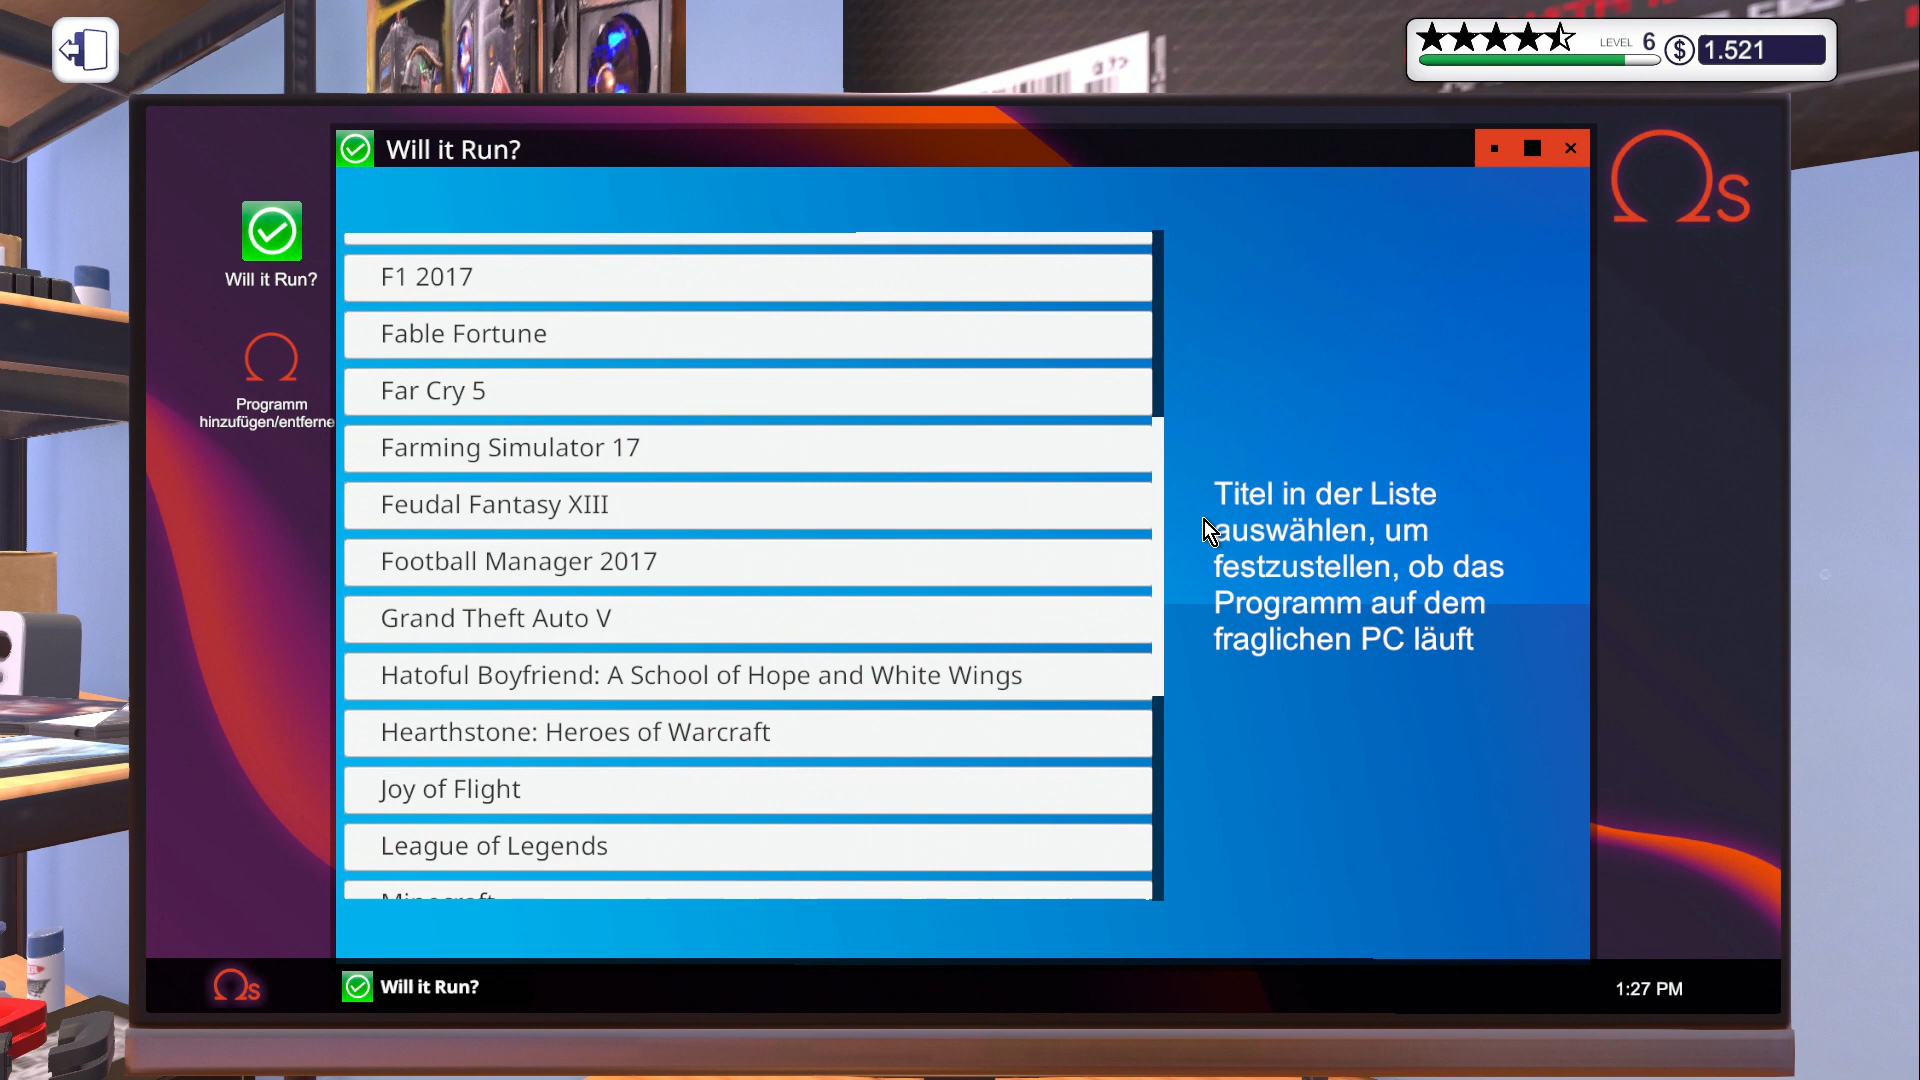 LEVEL 6
$ 1.521
Will it Run?
Ωs
Will it Run?
Programm
hinzufügen/entferne
F1 2017
Fable Fortune
Far Cry 5
Farming Simulator 17
Feudal Fantasy XIII
Football Manager 2017
Grand Theft Auto V
Hatoful Boyfriend: A School of Hope and White Wings
Hearthstone: Heroes of Warcraft
Joy of Flight
League of Legends
Minecraft
Titel in der Liste
auswählen, um
festzustellen, ob das
Programm auf dem
fraglichen PC läuft
Ωs
Will it Run?
1:27 PM